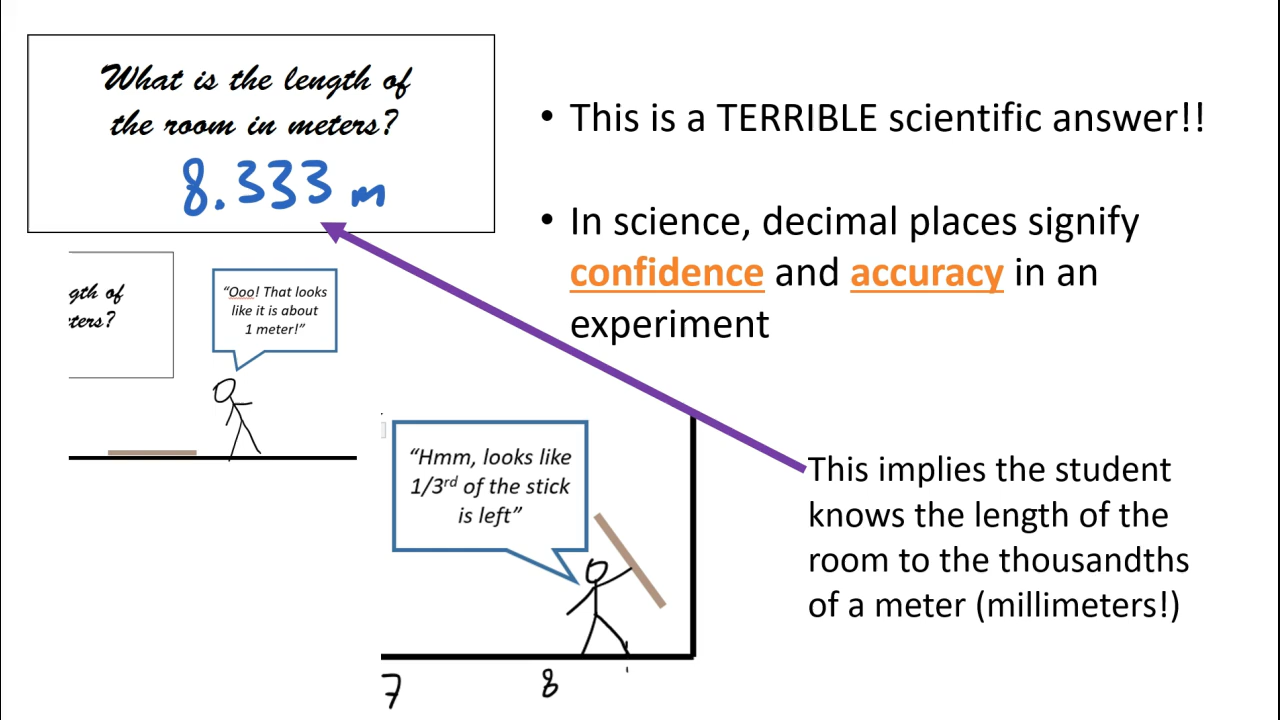 What is the length of
the room in meters?
8.333 m
• This is a TERRIBLE scientific answer!!
• In science, decimal places signify
confidence and accuracy in an
experiment
gth of
ters?
“Ooo! That looks
like it is about
1 meter!”
“Hmm, looks like
1/3rd of the stick
is left”
This implies the student
knows the length of the
room to the thousandths
of a meter (millimeters!)
7 8